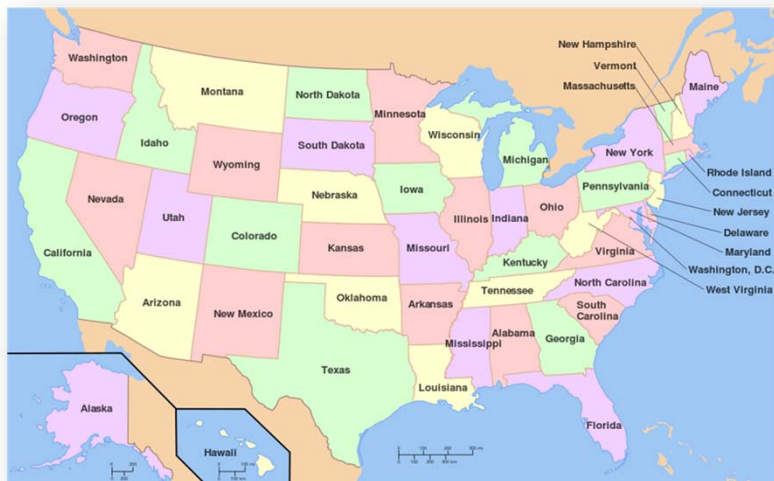 New Hampshire
Vermont
Massachusetts
Washington
Montana
North Dakota
Minnesota
Maine
Oregon
Idaho
Wisconsin
South Dakota
New York
Michigan
Wyoming
Rhode Island
Pennsylvania
Connecticut
Iowa
Nebraska
Nevada
Ohio
New Jersey
Utah
Illinois
Indiana
Delaware
Colorado
California
Kansas
Missouri
Virginia
Maryland
Kentucky
Washington, D.C.
North Carolina
West Virginia
Tennessee
Oklahoma
Arizona
Arkansas
South
Carolina
New Mexico
Alabama
Georgia
Mississippi
Texas
Louisiana
Alaska
Florida
Hawaii